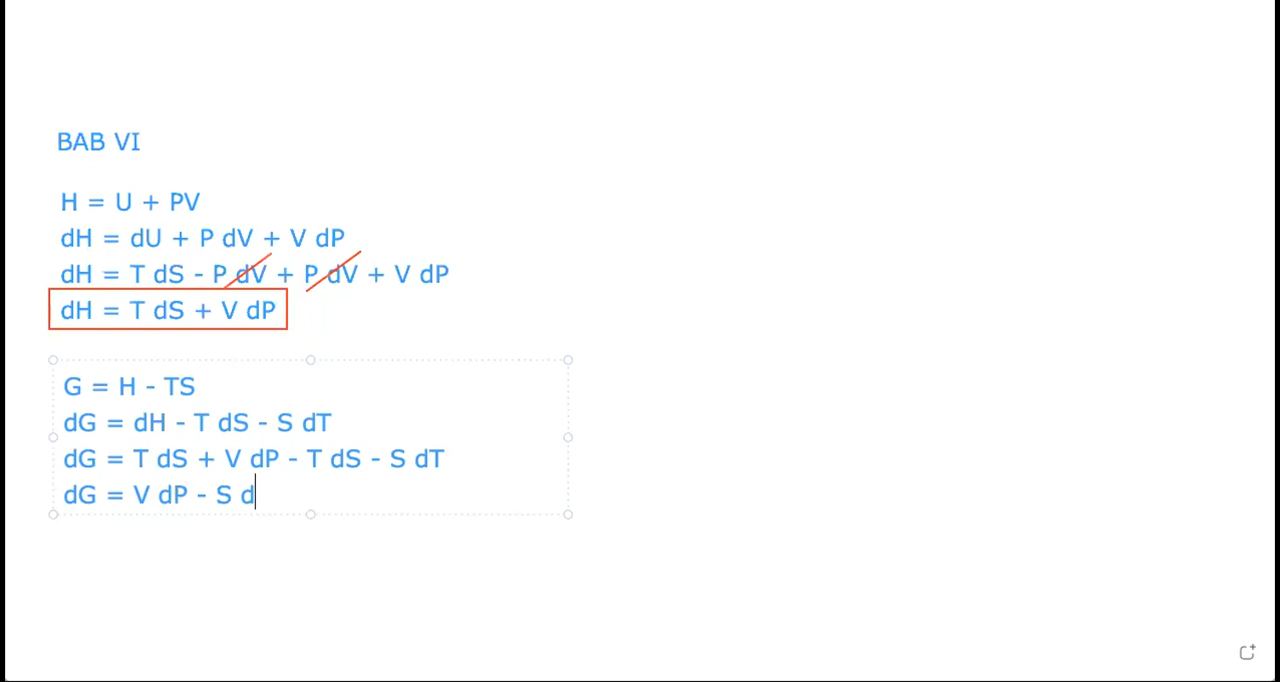 BAB VI
H = U + PV
dH = dU + P dV + V dP
dH = T dS - P dV + P dV + V dP
dH = T dS + V dP
G = H - TS
dG = dH - T dS - S dT
dG = T dS + V dP - T dS - S dT
dG = V dP - S d